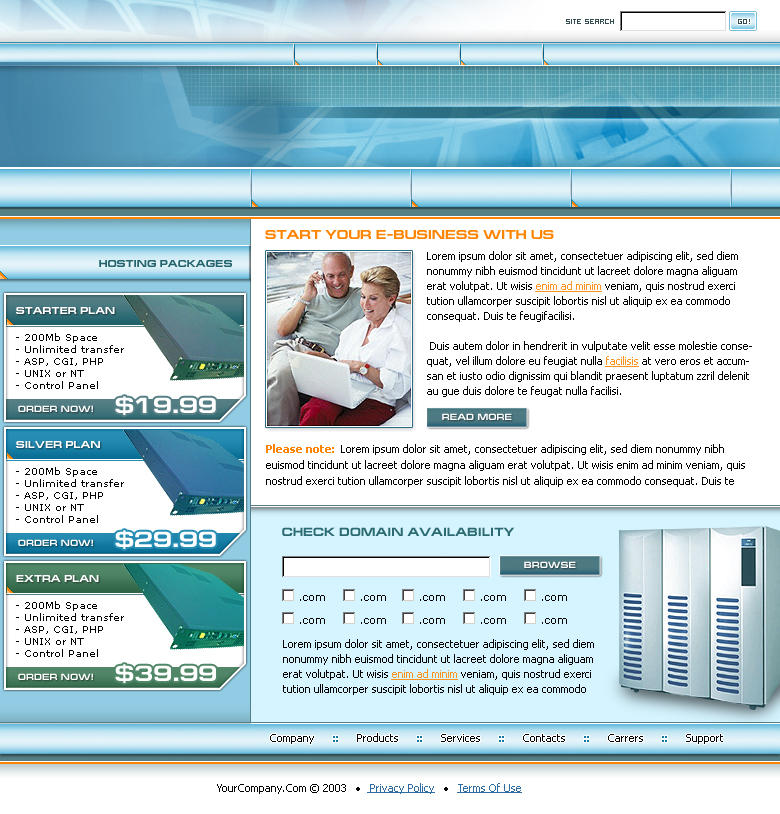 SITE SEARCH
GO!
HOSTING PACKAGES
STARTER PLAN
- 200Mb Space
- Unlimited transfer
- ASP, CGI, PHP
- UNIX or NT
- Control Panel
ORDER NOW! $19.99
SILVER PLAN
- 200Mb Space
- Unlimited transfer
- ASP, CGI, PHP
- UNIX or NT
- Control Panel
ORDER NOW! $29.99
EXTRA PLAN
- 200Mb Space
- Unlimited transfer
- ASP, CGI, PHP
- UNIX or NT
- Control Panel
ORDER NOW! $39.99
START YOUR E-BUSINESS WITH US
Lorem ipsum dolor sit amet, consectetuer adipiscing elit, sed diem
nonummy nibh euismod tincidunt ut lacreet dolore magna aliguam
erat volutpat. Ut wisis enim ad minim veniam, quis nostrud exerci
tution ullamcorper suscipit lobortis nisl ut aliquip ex ea commodo
consequat. Duis te feugifacilisi.
Duis autem dolor in hendrerit in vulputate velit esse molestie conse-
quat, vel illum dolore eu feugiat nulla facilisis at vero eros et accum-
san et iusto odio dignissim qui blandit praesent luptatum zzril delenit
au gue duis dolore te feugat nulla facilisi.
READ MORE
Please note: Lorem ipsum dolor sit amet, consectetuer adipiscing elit, sed diem nonummy nibh
euismod tincidunt ut lacreet dolore magna aliguam erat volutpat. Ut wisis enim ad minim veniam, quis
nostrud exerci tution ullamcorper suscipit lobortis nisl ut aliquip ex ea commodo consequat. Duis te
CHECK DOMAIN AVAILABILITY
BROWSE
.com .com .com .com .com
.com .com .com .com .com
Lorem ipsum dolor sit amet, consectetuer adipiscing elit, sed diem
nonummy nibh euismod tincidunt ut lacreet dolore magna aliguam
erat volutpat. Ut wisis enim ad minim veniam, quis nostrud exerci
tution ullamcorper suscipit lobortis nisl ut aliquip ex ea commodo
Company Products Services Contacts Carrers Support
YourCompany.Com © 2003 • Privacy Policy • Terms Of Use